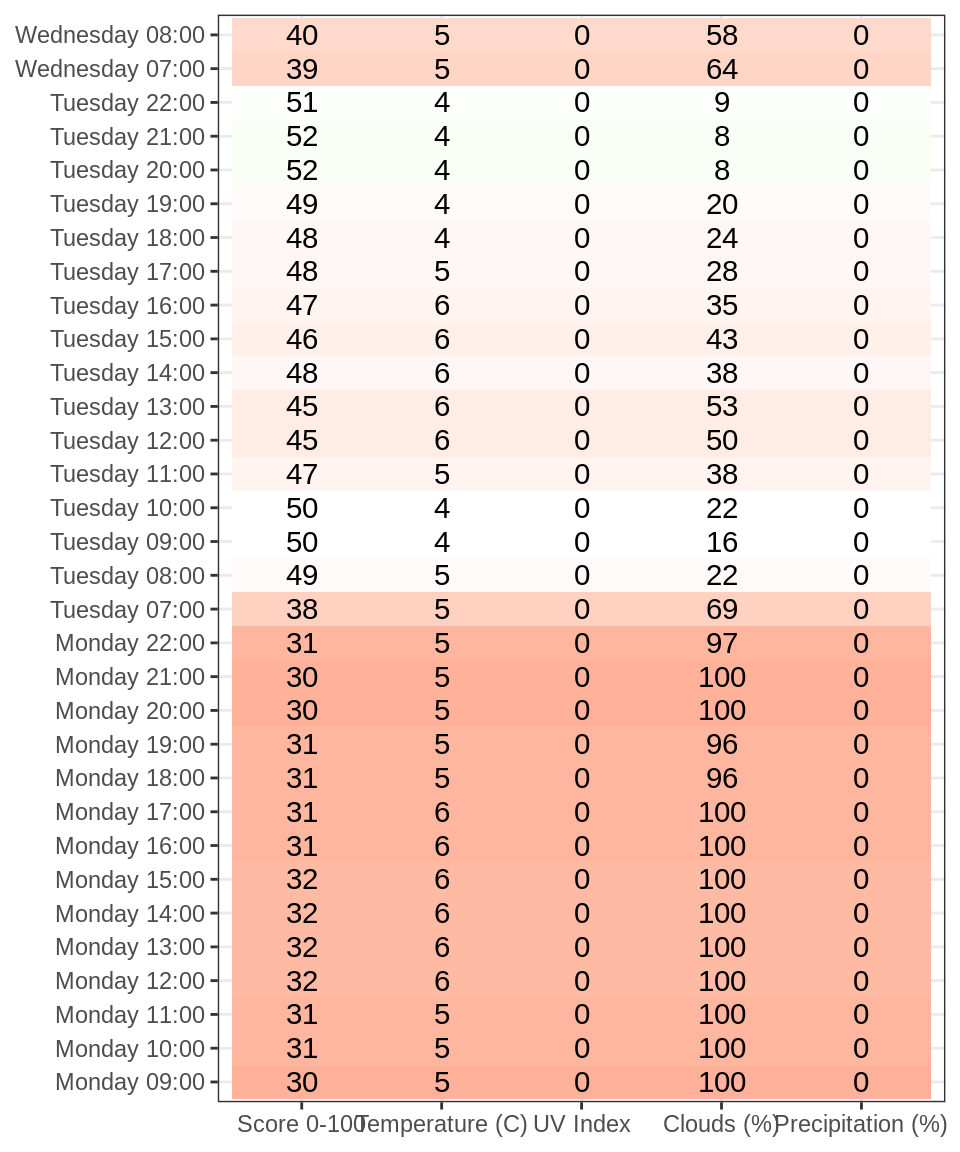 Wednesday 08:00 40 5 0 58 0
Wednesday 07:00 39 5 0 64 0
Tuesday 22:00 51 4 0 9 0
Tuesday 21:00 52 4 0 8 0
Tuesday 20:00 52 4 0 8 0
Tuesday 19:00 49 4 0 20 0
Tuesday 18:00 48 4 0 24 0
Tuesday 17:00 48 5 0 28 0
Tuesday 16:00 47 6 0 35 0
Tuesday 15:00 46 6 0 43 0
Tuesday 14:00 48 6 0 38 0
Tuesday 13:00 45 6 0 53 0
Tuesday 12:00 45 6 0 50 0
Tuesday 11:00 47 5 0 38 0
Tuesday 10:00 50 4 0 22 0
Tuesday 09:00 50 4 0 16 0
Tuesday 08:00 49 5 0 22 0
Tuesday 07:00 38 5 0 69 0
Monday 22:00 31 5 0 97 0
Monday 21:00 30 5 0 100 0
Monday 20:00 30 5 0 100 0
Monday 19:00 31 5 0 96 0
Monday 18:00 31 5 0 96 0
Monday 17:00 31 6 0 100 0
Monday 16:00 31 6 0 100 0
Monday 15:00 32 6 0 100 0
Monday 14:00 32 6 0 100 0
Monday 13:00 32 6 0 100 0
Monday 12:00 32 6 0 100 0
Monday 11:00 31 5 0 100 0
Monday 10:00 31 5 0 100 0
Monday 09:00 30 5 0 100 0
Score 0-100 Temperature (C) UV Index Clouds (%) Precipitation (%)